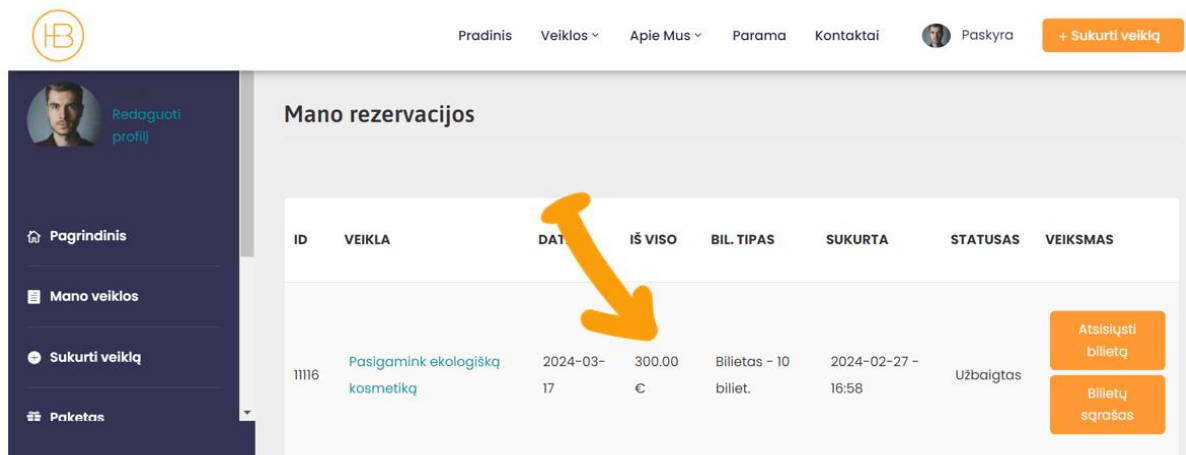 HB
Pradinis Veiklos Apie Mus Parama Kontaktai Paskyra + Sukurti veiklą
Redaguoti
profilį
Pagrindinis
Mano veiklos
Sukurti veiklą
Paketas
Mano rezervacijos
ID VEIKLA IŠ VISO BIL. TIPAS SUKURTA STATUSAS VEIKSMAS
11116 Pasigamink ekologišką 2024-03- 300.00 Bilietas - 10 2024-02-27 - Užbaigtas
kosmetiką 17 € biliet. 16:58
Atsisiųsti
bilietą
Bilietų
sąrašas